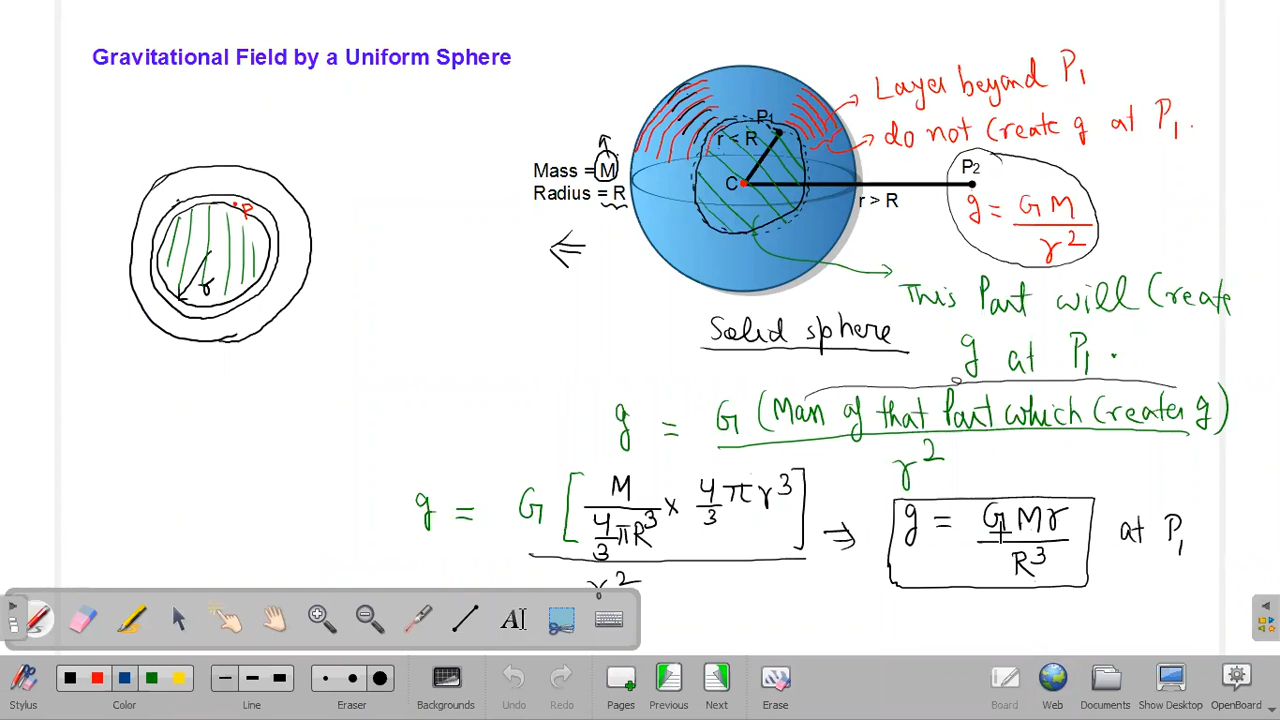 Gravitational Field by a Uniform Sphere
P₁
r < R
C
Mass = M
Radius = R
r > R
P₂
g = GM / r²
Layer beyond P₁
do not create g at P₁.
P
r
Solid sphere
This Part will Create
g at P₁.
g = G (Mass of that Part which Creates g) / r²
g = G [ M / (4/3 πR³) × 4/3 πr³ ] / r² ⇒ g = GMr / R³ at P₁
Stylus
Color
Line
Eraser
Backgrounds
Undo
Redo
Pages
Previous
Next
Erase
Board
Web
Documents
Show Desktop
OpenBoard